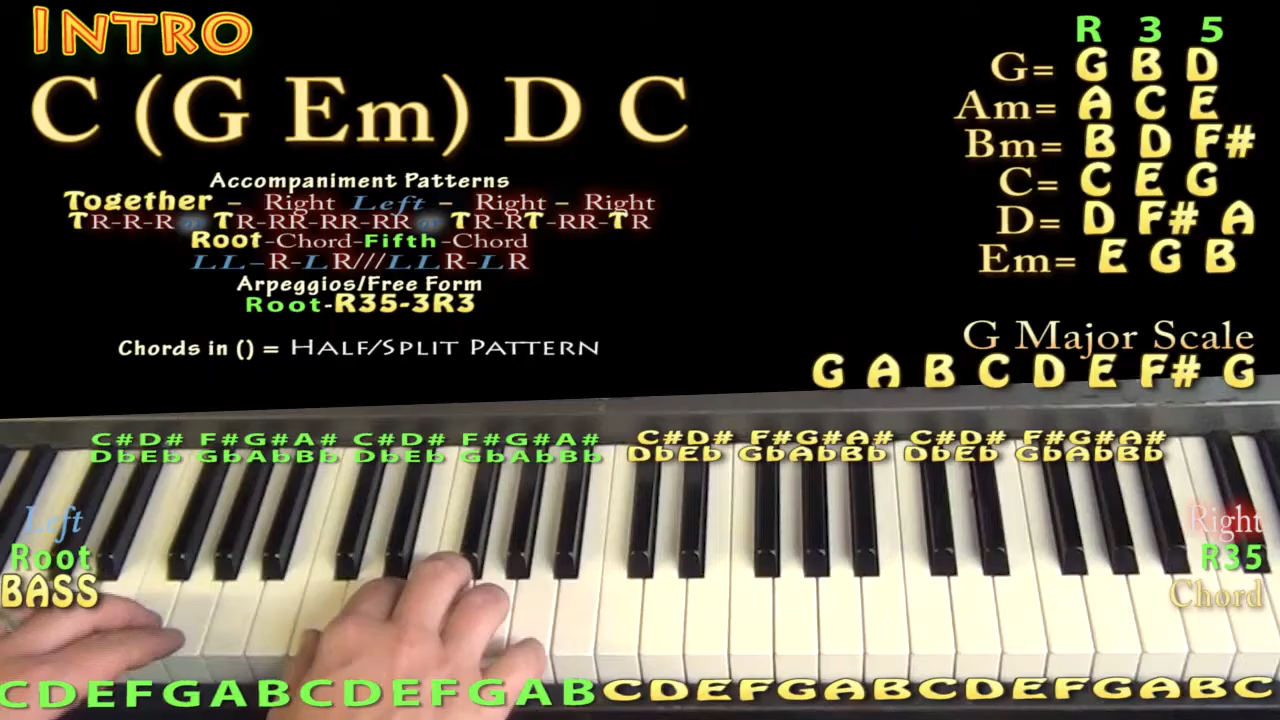 INTRO
C (G Em) D C
Accompaniment Patterns
Together – Right Left – Right – Right
TR-R-R or TR-RR-RR-RR or TR-RT-RR-TR
Root-Chord-Fifth-Chord
LL–R-LR///LLR-LR
Arpeggios/Free Form
Root-R35-3R3
Chords in () = HALF/SPLIT PATTERN
R 3 5
G= G B D
Am= A C E
Bm= B D F#
C= C E G
D= D F# A
Em= E G B
G Major Scale
G A B C D E F# G
C#D# F#G#A# C#D# F#G#A# C#D# F#G#A# C#D# F#G#A#
DbEb GbAbBb DbEb GbAbBb DbEb GbAbBb DbEb GbAbBb
Left
Root
BASS
Right
R35
Chord
CDEFGABCDEFGABCDEFGABCDEFGABC